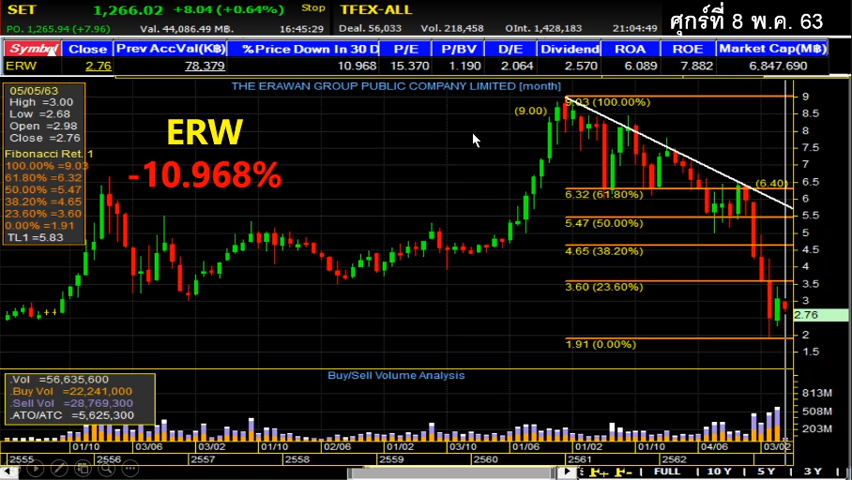 SET 1,266.02 +8.04 (+0.64%) Stop TFEX-ALL
ศุกร์ที่ 8 พ.ค. 63
PO. 1,265.94 (+7.96) Val. 44,086.49 M฿. 16:45:29 Deal. 56,033 Vol. 218,458 OI. 1,428,183 21:04:49
Symbol Close Prev AccVal(K฿) %Price Down In 30 D P/E P/BV D/E Dividend ROA ROE Market Cap(M฿)
ERW 2.76 78,379 10.968 15.370 1.190 2.064 2.570 6.089 7.882 6,847.690
THE ERAWAN GROUP PUBLIC COMPANY LIMITED [month]
05/05/63
High =3.00
Low =2.68
Open =2.98
Close =2.76
Fibonacci Ret. 1
100.00% =9.03
61.80% =6.32
50.00% =5.47
38.20% =4.65
23.60% =3.60
0.00% =1.91
TL1 =5.83
ERW
-10.968%
(9.00)
9.03 (100.00%)
(6.40)
6.32 (61.80%)
5.47 (50.00%)
4.65 (38.20%)
3.60 (23.60%)
1.91 (0.00%)
9
8.5
8
7.5
7
6.5
6
5.5
5
4.5
4
3.5
3
2.76
2
1.5
Buy/Sell Volume Analysis
.Vol =56,635,600
.Buy Vol =22,241,000
.Sell Vol =28,769,300
.ATO/ATC =5,625,300
813M
508M
203M
01/10 03/06 03/06 01/10 02/06 01/10 01/06 01/02 01/10 04/06 03/02
2555 2556 2557 2558 2559 2560 2561 2562
F+ F- FULL 10 Y 5 Y 3 Y